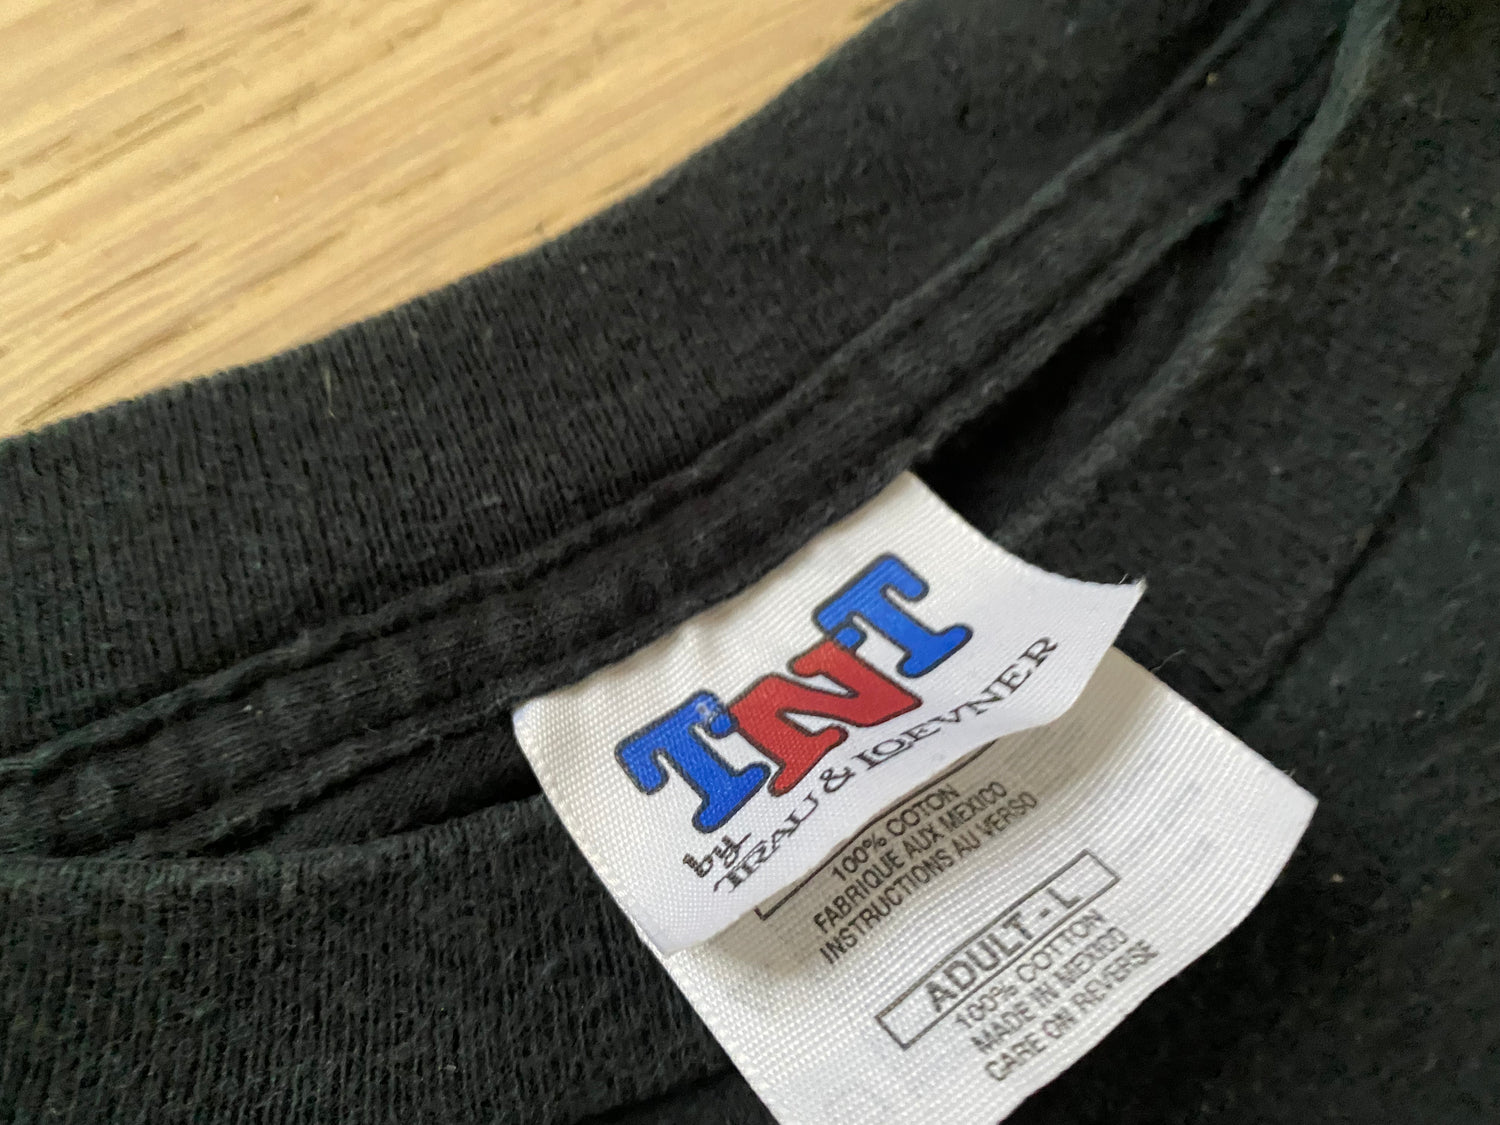 TNT
by
TRAU & LOEVNER
100% COTON
FABRIQUE AUX MEXICO
INSTRUCTIONS AU VERSO
ADULT - L
100% COTTON
MADE IN MEXICO
CARE ON REVERSE